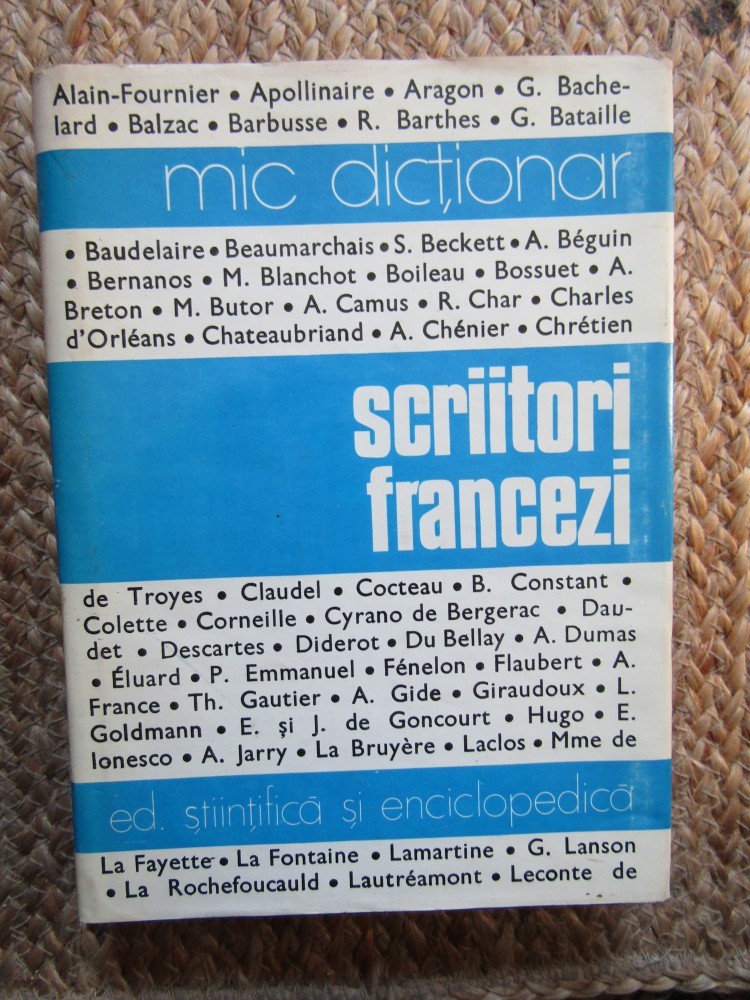 Alain-Fournier • Apollinaire • Aragon • G. Bache-
lard • Balzac • Barbusse • R. Barthes • G. Bataille
mic dicționar
• Baudelaire • Beaumarchais • S. Beckett • A. Béguin
• Bernanos • M. Blanchot • Boileau • Bossuet • A.
Breton • M. Butor • A. Camus • R. Char • Charles
d'Orléans • Chateaubriand • A. Chénier • Chrétien
scriitori
francezi
de Troyes • Claudel • Cocteau • B. Constant •
Colette • Corneille • Cyrano de Bergerac • Dau-
det • Descartes • Diderot • Du Bellay • A. Dumas
• Éluard • P. Emmanuel • Fénelon • Flaubert • A.
France • Th. Gautier • A. Gide • Giraudoux • L.
Goldmann • E. și J. de Goncourt • Hugo • E.
Ionesco • A. Jarry • La Bruyère • Laclos • Mme de
ed. științifică și enciclopedică
La Fayette • La Fontaine • Lamartine • G. Lanson
• La Rochefoucauld • Lautréamont • Leconte de